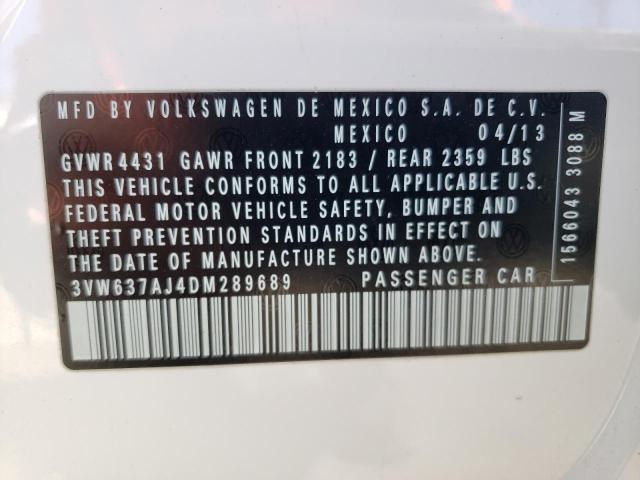 MFD BY VOLKSWAGEN DE MEXICO S.A. DE C.V.
MEXICO 04/13
GVWR 4431 GAWR FRONT 2183 / REAR 2359 LBS
THIS VEHICLE CONFORMS TO ALL APPLICABLE U.S.
FEDERAL MOTOR VEHICLE SAFETY, BUMPER AND
THEFT PREVENTION STANDARDS IN EFFECT ON
THE DATE OF MANUFACTURE SHOWN ABOVE.
3VW637AJ4DM289689 PASSENGER CAR
1566043 3088 M